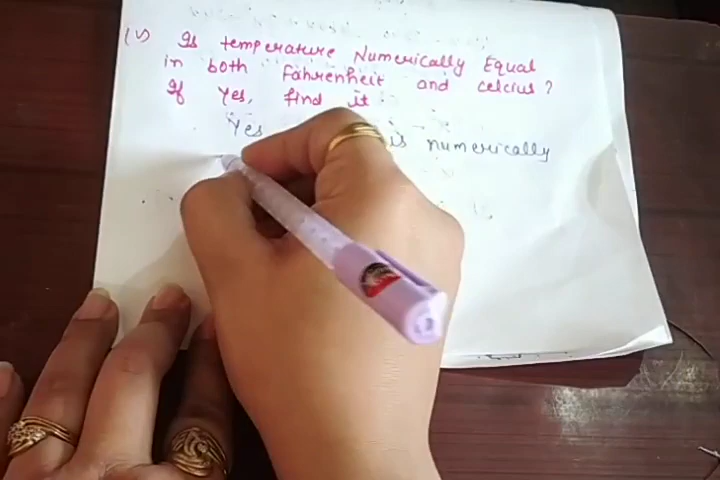 (v) Is temperature Numerically Equal
in both Fahrenheit and celcius ?
If Yes, find it.
Yes is numerically